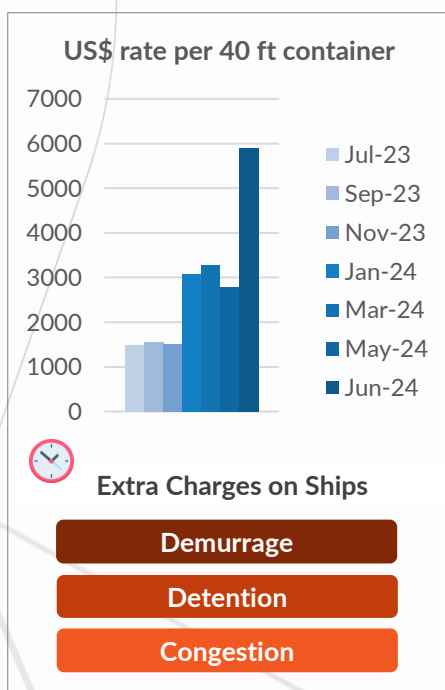 US$ rate per 40 ft container
7000
6000
5000
4000
3000
2000
1000
0
Jul-23
Sep-23
Nov-23
Jan-24
Mar-24
May-24
Jun-24
Extra Charges on Ships
Demurrage
Detention
Congestion